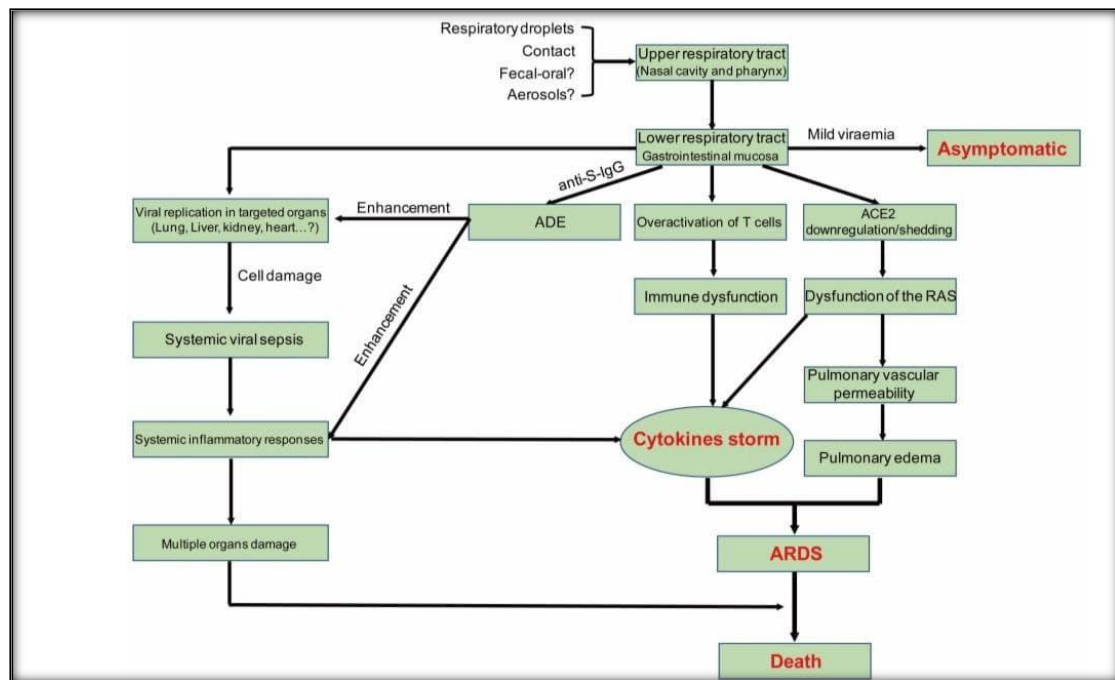 Respiratory droplets
Contact
Fecal-oral?
Aerosols?
Upper respiratory tract
(Nasal cavity and pharynx)
Lower respiratory tract
Gastrointestinal mucosa
Mild viraemia
Asymptomatic
anti-S-IgG
Viral replication in targeted organs
(Lung, Liver, kidney, heart...?)
Enhancement
ADE
Overactivation of T cells
ACE2
downregulation/shedding
Cell damage
Enhancement
Immune dysfunction
Dysfunction of the RAS
Systemic viral sepsis
Pulmonary vascular
permeability
Systemic inflammatory responses
Cytokines storm
Pulmonary edema
Multiple organs damage
ARDS
Death